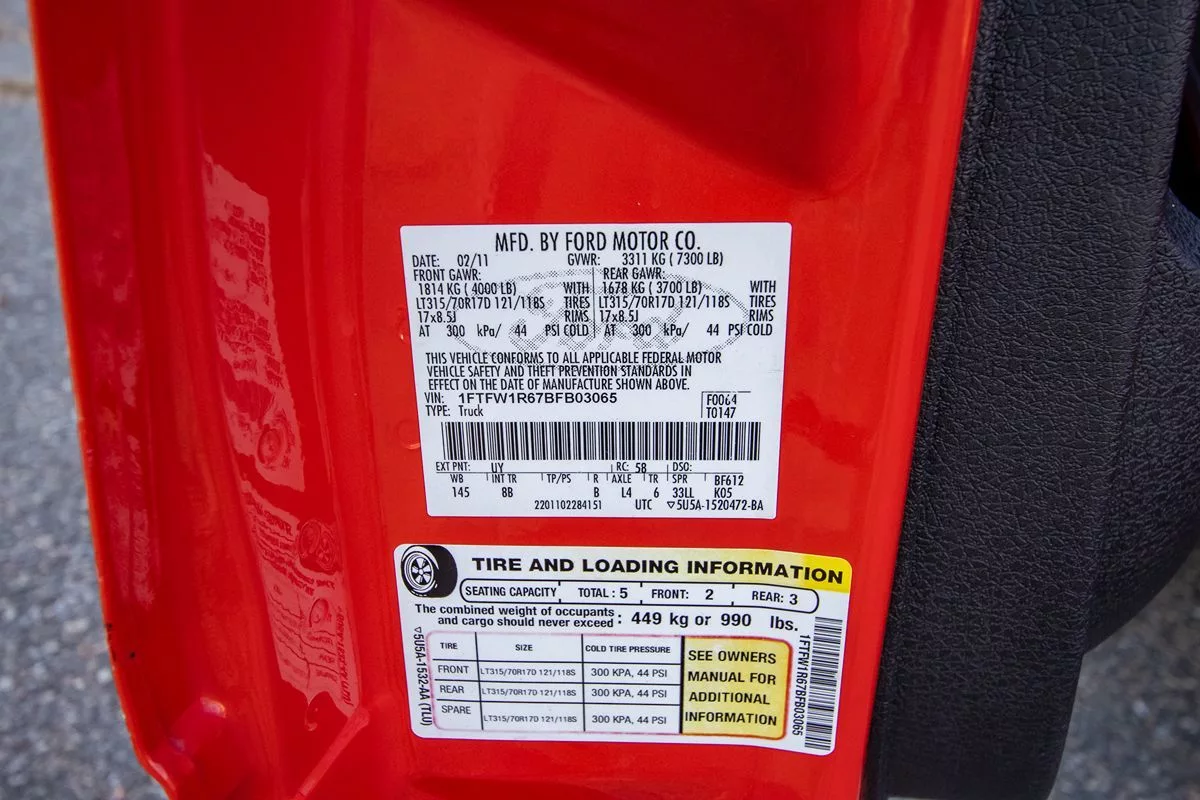 MFD. BY FORD MOTOR CO.
DATE: 02/11 GVWR: 3311 KG ( 7300 LB)
FRONT GAWR: REAR GAWR:
1814 KG ( 4000 LB) WITH 1678 KG ( 3700 LB) WITH
LT315/70R17D 121/118S TIRES LT315/70R17D 121/118S TIRES
17x8.5J RIMS 17x8.5J RIMS
AT 300 kPa/ 44 PSI COLD AT 300 kPa/ 44 PSI COLD
Ford
THIS VEHICLE CONFORMS TO ALL APPLICABLE FEDERAL MOTOR
VEHICLE SAFETY AND THEFT PREVENTION STANDARDS IN
EFFECT ON THE DATE OF MANUFACTURE SHOWN ABOVE.
VIN: 1FTFW1R67BFB03065 F0064
TYPE: Truck T0147
EXT PNT: UY RC: 5B DSO:
WB INT TR TP/PS R AXLE TR SPR BF612
145 8B B L4 6 33LL K05
2201102284151 UTC ▽5U5A-1520472-BA
TIRE AND LOADING INFORMATION
SEATING CAPACITY TOTAL : 5 FRONT: 2 REAR: 3
The combined weight of occupants
and cargo should never exceed : 449 kg or 990 lbs.
TIRE SIZE COLD TIRE PRESSURE
FRONT LT315/70R17D 121/118S 300 KPA, 44 PSI
REAR LT315/70R17D 121/118S 300 KPA, 44 PSI
SPARE LT315/70R17D 121/118S 300 KPA, 44 PSI
SEE OWNERS
MANUAL FOR
ADDITIONAL
INFORMATION
▽5U5A-1532-AA (TLU)
1FTFW1R67BFB03065